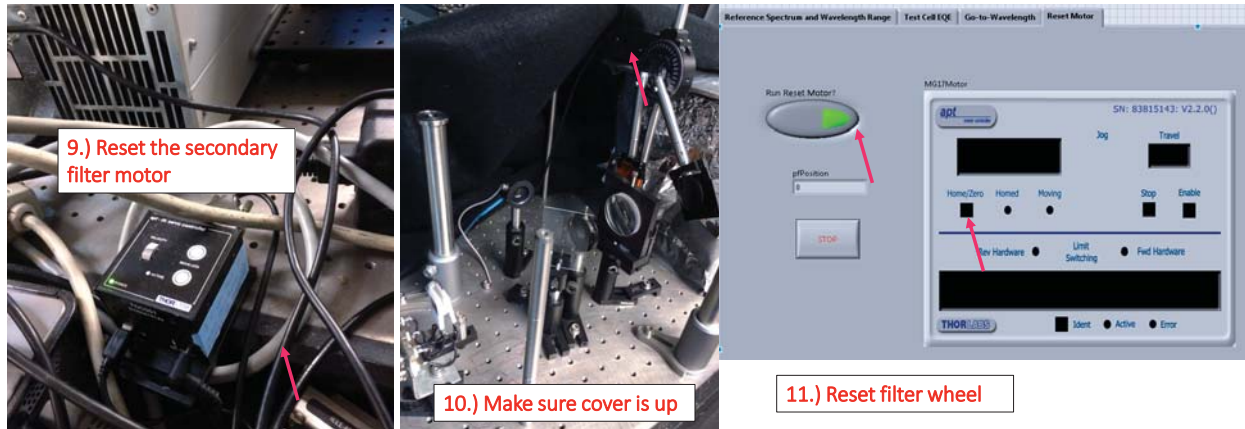 9.) Reset the secondary
filter motor
THOR
10.) Make sure cover is up
Reference Spectrum and Wavelength Range
Test Cell EQE
Go-to-Wavelength
Reset Motor
Run Reset Motor?
pfPosition
0
STOP
MG17Motor
apt
SN: 83815143: V2.2.0()
Jog
Travel
Home/Zero
Homed
Moving
Stop
Enable
Rev Hardware
Limit
Switching
Fwd Hardware
THORLABS
Ident
Active
Error
11.) Reset filter wheel